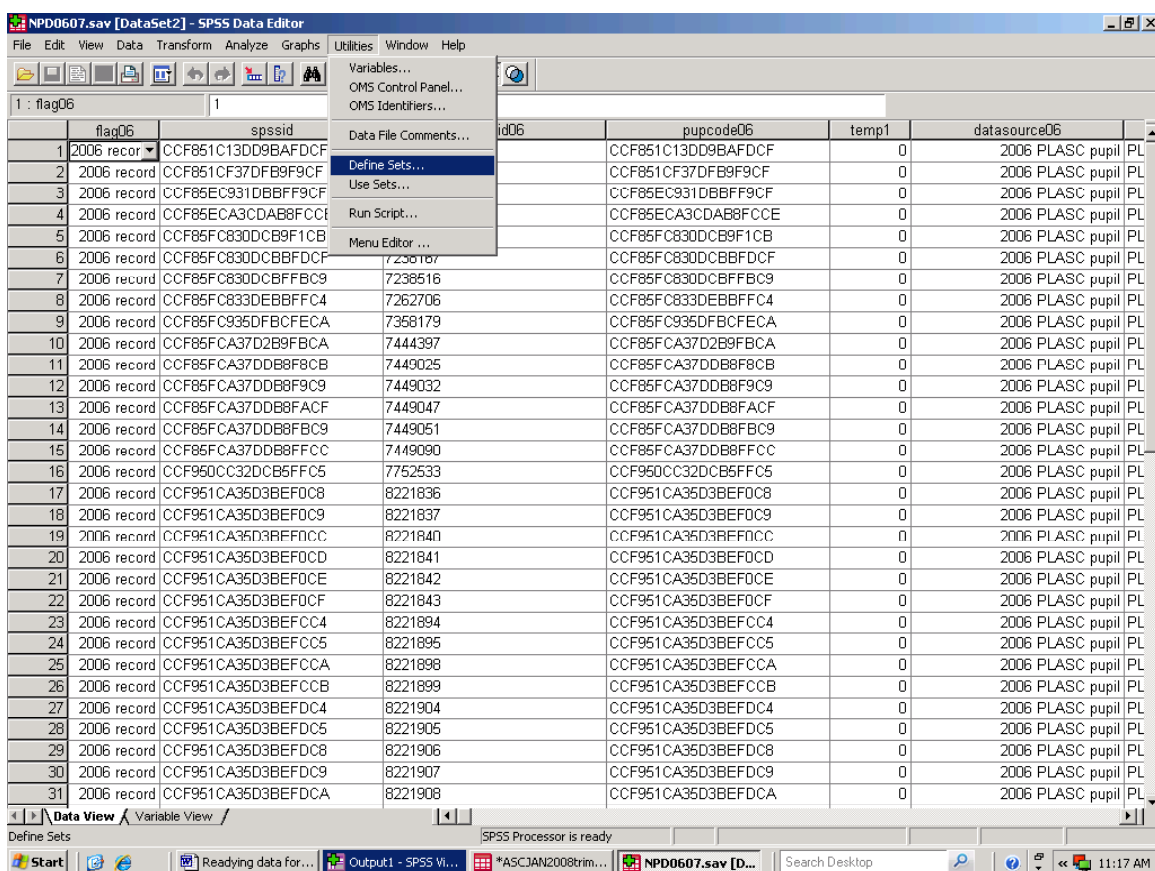 NPD0607.sav [DataSet2] - SPSS Data Editor
File Edit View Data Transform Analyze Graphs Utilities Window Help
Variables...
OMS Control Panel...
OMS Identifiers...
Data File Comments...
Define Sets...
Use Sets...
Run Script...
Menu Editor ...
1 : flag06 1
flag06 spssid id06 pupcode06 temp1 datasource06
1 2006 recor CCF851C13DD9BAFDCF CCF851C13DD9BAFDCF 0 2006 PLASC pupil PL
2 2006 record CCF851CF37DFB9F9CF CCF851CF37DFB9F9CF 0 2006 PLASC pupil PL
3 2006 record CCF85EC931DBBFF9CF CCF85EC931DBBFF9CF 0 2006 PLASC pupil PL
4 2006 record CCF85ECA3CDAB8FCCE CCF85ECA3CDAB8FCCE 0 2006 PLASC pupil PL
5 2006 record CCF85FC830DCB9F1CB CCF85FC830DCB9F1CB 0 2006 PLASC pupil PL
6 2006 record CCF85FC830DCBBFDCF 7238167 CCF85FC830DCBBFDCF 0 2006 PLASC pupil PL
7 2006 record CCF85FC830DCBFFBC9 7238516 CCF85FC830DCBFFBC9 0 2006 PLASC pupil PL
8 2006 record CCF85FC833DEBBFFC4 7262706 CCF85FC833DEBBFFC4 0 2006 PLASC pupil PL
9 2006 record CCF85FC935DFBCFECA 7358179 CCF85FC935DFBCFECA 0 2006 PLASC pupil PL
10 2006 record CCF85FCA37D2B9FBCA 7444397 CCF85FCA37D2B9FBCA 0 2006 PLASC pupil PL
11 2006 record CCF85FCA37DDB8F8CB 7449025 CCF85FCA37DDB8F8CB 0 2006 PLASC pupil PL
12 2006 record CCF85FCA37DDB8F9C9 7449032 CCF85FCA37DDB8F9C9 0 2006 PLASC pupil PL
13 2006 record CCF85FCA37DDB8FACF 7449047 CCF85FCA37DDB8FACF 0 2006 PLASC pupil PL
14 2006 record CCF85FCA37DDB8FBC9 7449051 CCF85FCA37DDB8FBC9 0 2006 PLASC pupil PL
15 2006 record CCF85FCA37DDB8FFCC 7449090 CCF85FCA37DDB8FFCC 0 2006 PLASC pupil PL
16 2006 record CCF950CC32DCB5FFC5 7752533 CCF950CC32DCB5FFC5 0 2006 PLASC pupil PL
17 2006 record CCF951CA35D3BEF0C8 8221836 CCF951CA35D3BEF0C8 0 2006 PLASC pupil PL
18 2006 record CCF951CA35D3BEF0C9 8221837 CCF951CA35D3BEF0C9 0 2006 PLASC pupil PL
19 2006 record CCF951CA35D3BEF0CC 8221840 CCF951CA35D3BEF0CC 0 2006 PLASC pupil PL
20 2006 record CCF951CA35D3BEF0CD 8221841 CCF951CA35D3BEF0CD 0 2006 PLASC pupil PL
21 2006 record CCF951CA35D3BEF0CE 8221842 CCF951CA35D3BEF0CE 0 2006 PLASC pupil PL
22 2006 record CCF951CA35D3BEF0CF 8221843 CCF951CA35D3BEF0CF 0 2006 PLASC pupil PL
23 2006 record CCF951CA35D3BEFCC4 8221894 CCF951CA35D3BEFCC4 0 2006 PLASC pupil PL
24 2006 record CCF951CA35D3BEFCC5 8221895 CCF951CA35D3BEFCC5 0 2006 PLASC pupil PL
25 2006 record CCF951CA35D3BEFCCA 8221898 CCF951CA35D3BEFCCA 0 2006 PLASC pupil PL
26 2006 record CCF951CA35D3BEFCCB 8221899 CCF951CA35D3BEFCCB 0 2006 PLASC pupil PL
27 2006 record CCF951CA35D3BEFDC4 8221904 CCF951CA35D3BEFDC4 0 2006 PLASC pupil PL
28 2006 record CCF951CA35D3BEFDC5 8221905 CCF951CA35D3BEFDC5 0 2006 PLASC pupil PL
29 2006 record CCF951CA35D3BEFDC8 8221906 CCF951CA35D3BEFDC8 0 2006 PLASC pupil PL
30 2006 record CCF951CA35D3BEFDC9 8221907 CCF951CA35D3BEFDC9 0 2006 PLASC pupil PL
31 2006 record CCF951CA35D3BEFDCA 8221908 CCF951CA35D3BEFDCA 0 2006 PLASC pupil PL
Data View Variable View
Define Sets SPSS Processor is ready
Start Readying data for... Output1 - SPSS Vi... *ASCJAN2008trim... NPD0607.sav [D... Search Desktop 11:17 AM